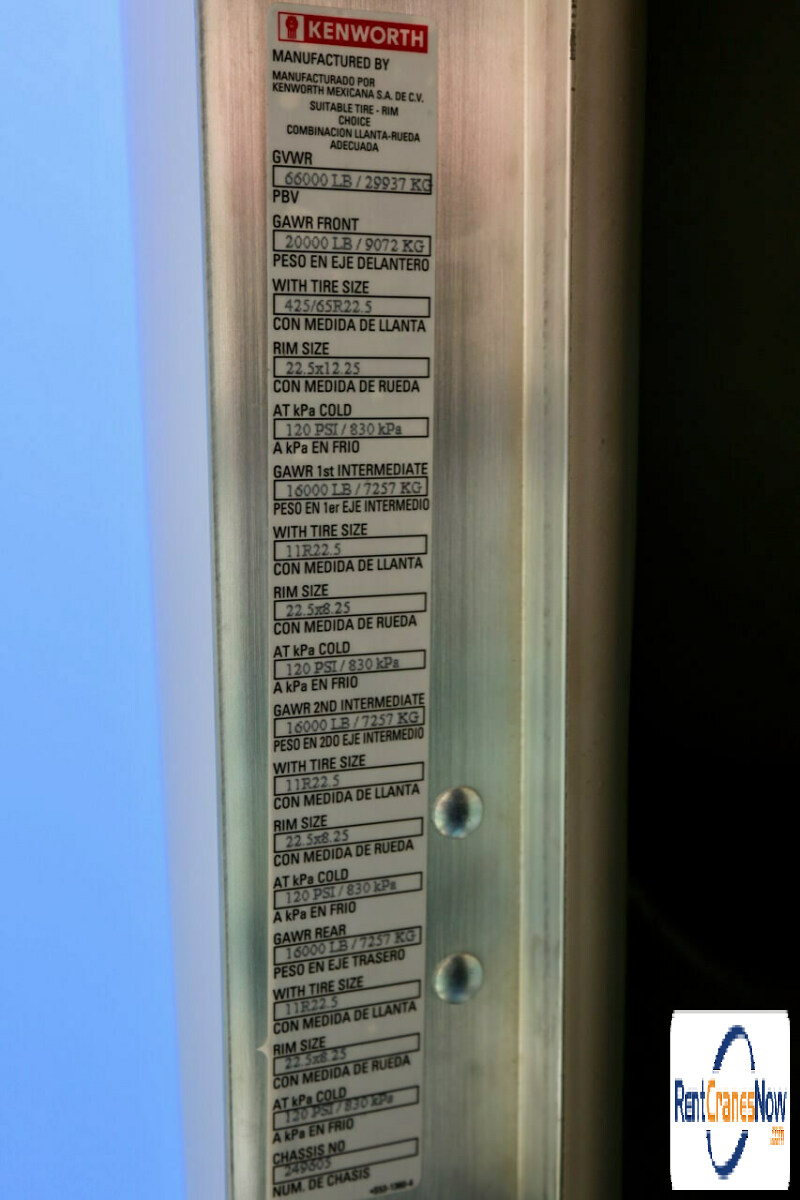 KENWORTH
MANUFACTURED BY
MANUFACTURADO POR
KENWORTH MEXICANA S.A. DE C.V.
SUITABLE TIRE - RIM
CHOICE
COMBINACION LLANTA-RUEDA
ADECUADA
GVWR
66000 LB / 29937 KG
PBV
GAWR FRONT
20000 LB / 9072 KG
PESO EN EJE DELANTERO
WITH TIRE SIZE
425/65R22.5
CON MEDIDA DE LLANTA
RIM SIZE
22.5x12.25
CON MEDIDA DE RUEDA
AT kPa COLD
120 PSI / 830 kPa
A kPa EN FRIO
GAWR 1st INTERMEDIATE
16000 LB / 7257 KG
PESO EN 1er EJE INTERMEDIO
WITH TIRE SIZE
11R22.5
CON MEDIDA DE LLANTA
RIM SIZE
22.5x8.25
CON MEDIDA DE RUEDA
AT kPa COLD
120 PSI / 830 kPa
A kPa EN FRIO
GAWR 2ND INTERMEDIATE
16000 LB / 7257 KG
PESO EN 2DO EJE INTERMEDIO
WITH TIRE SIZE
11R22.5
CON MEDIDA DE LLANTA
RIM SIZE
22.5x8.25
CON MEDIDA DE RUEDA
AT kPa COLD
120 PSI / 830 kPa
A kPa EN FRIO
GAWR REAR
16000 LB / 7257 KG
PESO EN EJE TRASERO
WITH TIRE SIZE
11R22.5
CON MEDIDA DE LLANTA
RIM SIZE
22.5x8.25
CON MEDIDA DE RUEDA
AT kPa COLD
120 PSI / 830 kPa
A kPa EN FRIO
CHASSIS NO
249605
NUM. DE CHASIS
RentCranesNow
.com